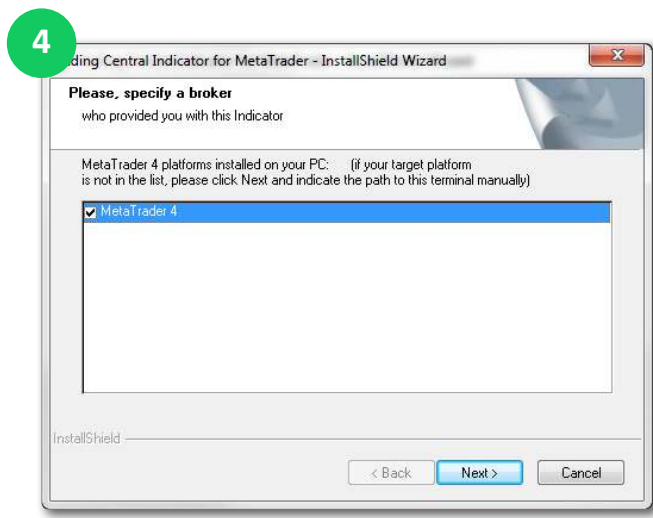 4
ding Central Indicator for MetaTrader - InstallShield Wizard
Please, specify a broker
who provided you with this Indicator
MetaTrader 4 platforms installed on your PC: (if your target platform
is not in the list, please click Next and indicate the path to this terminal manually)
MetaTrader 4
InstallShield
< Back Next > Cancel